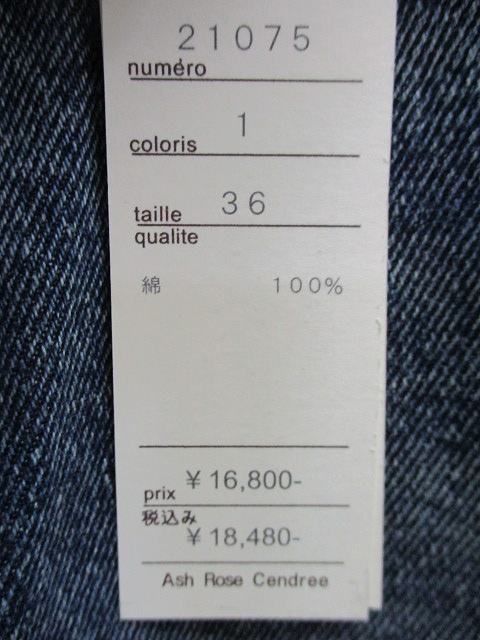 21075
numéro
1
coloris
36
taille
qualite
綿 100%
¥16,800-
prix
税込み
¥18,480-
Ash Rose Cendree